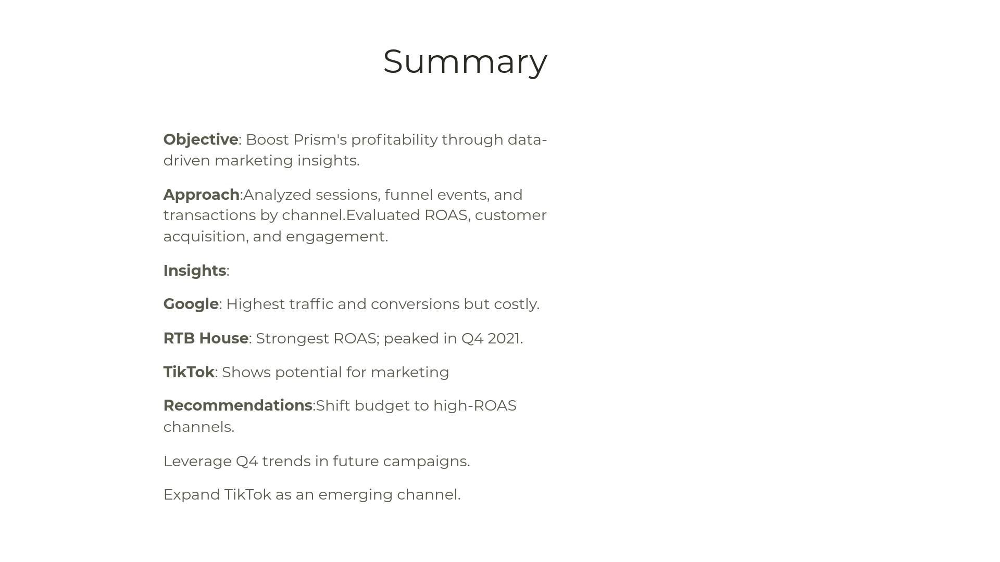 Summary
Objective: Boost Prism's profitability through data-
driven marketing insights.
Approach:Analyzed sessions, funnel events, and
transactions by channel.Evaluated ROAS, customer
acquisition, and engagement.
Insights:
Google: Highest traffic and conversions but costly.
RTB House: Strongest ROAS; peaked in Q4 2021.
TikTok: Shows potential for marketing
Recommendations:Shift budget to high-ROAS
channels.
Leverage Q4 trends in future campaigns.
Expand TikTok as an emerging channel.